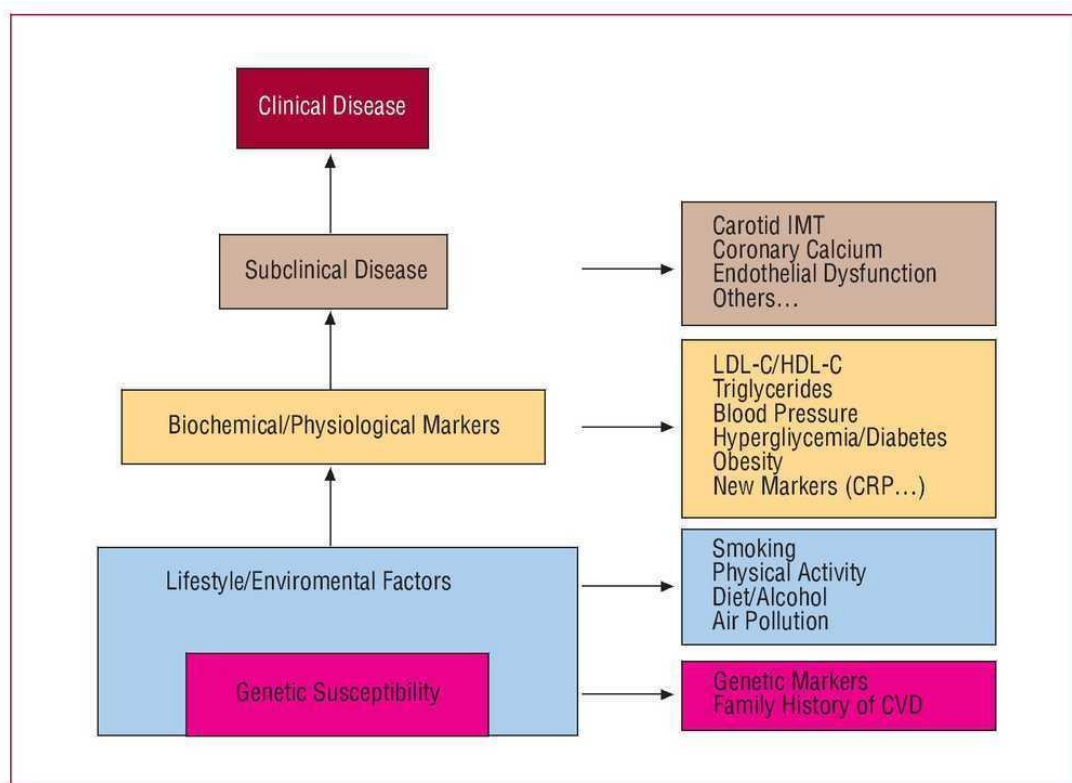 Clinical Disease
Subclinical Disease
Carotid IMT
Coronary Calcium
Endothelial Dysfunction
Others…
Biochemical/Physiological Markers
LDL-C/HDL-C
Triglycerides
Blood Pressure
Hyperglycemia/Diabetes
Obesity
New Markers (CRP…)
Lifestyle/Enviromental Factors
Smoking
Physical Activity
Diet/Alcohol
Air Pollution
Genetic Susceptibility
Genetic Markers
Family History of CVD